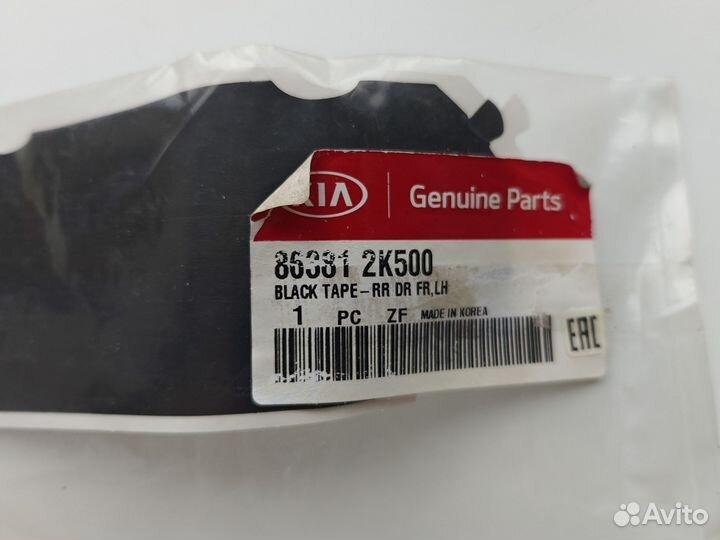 KIA Genuine Parts
86381 2K500
BLACK TAPE-RR DR FR,LH
1 PC ZF MADE IN KOREA
EAC
Avito